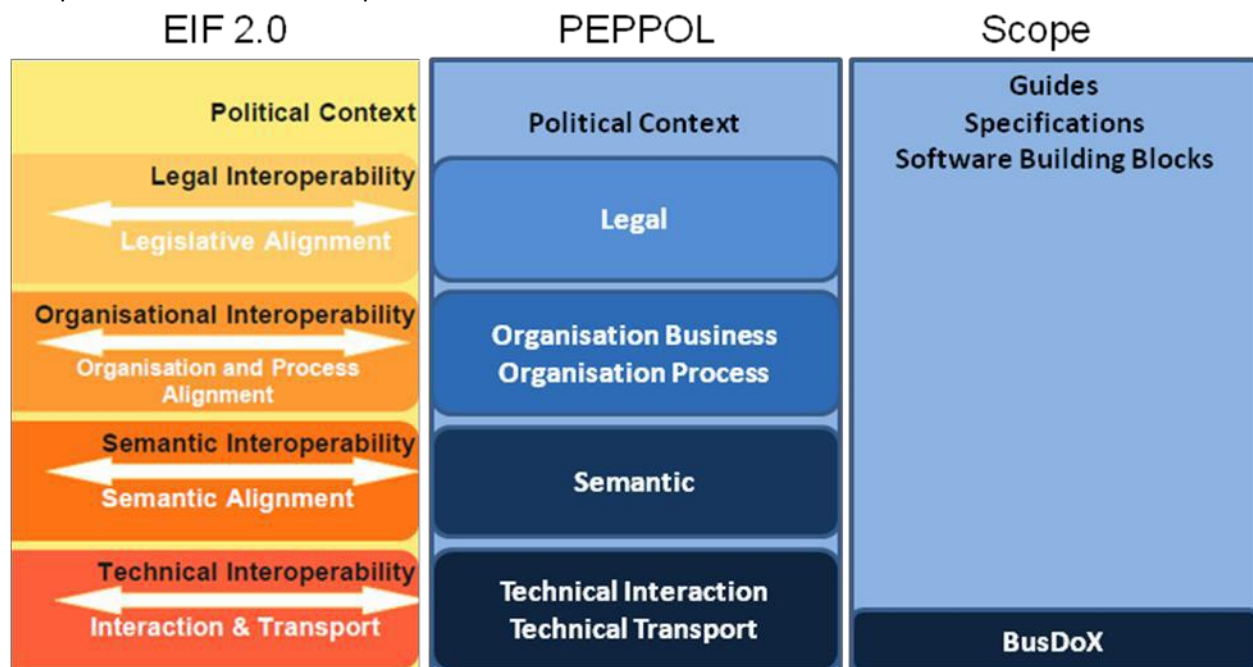 EIF 2.0
PEPPOL
Scope
Political Context
Legal Interoperability
Legislative Alignment
Organisational Interoperability
Organisation and Process
Alignment
Semantic Interoperability
Semantic Alignment
Technical Interoperability
Interaction & Transport
Political Context
Legal
Organisation Business
Organisation Process
Semantic
Technical Interaction
Technical Transport
Guides
Specifications
Software Building Blocks
BusDoX